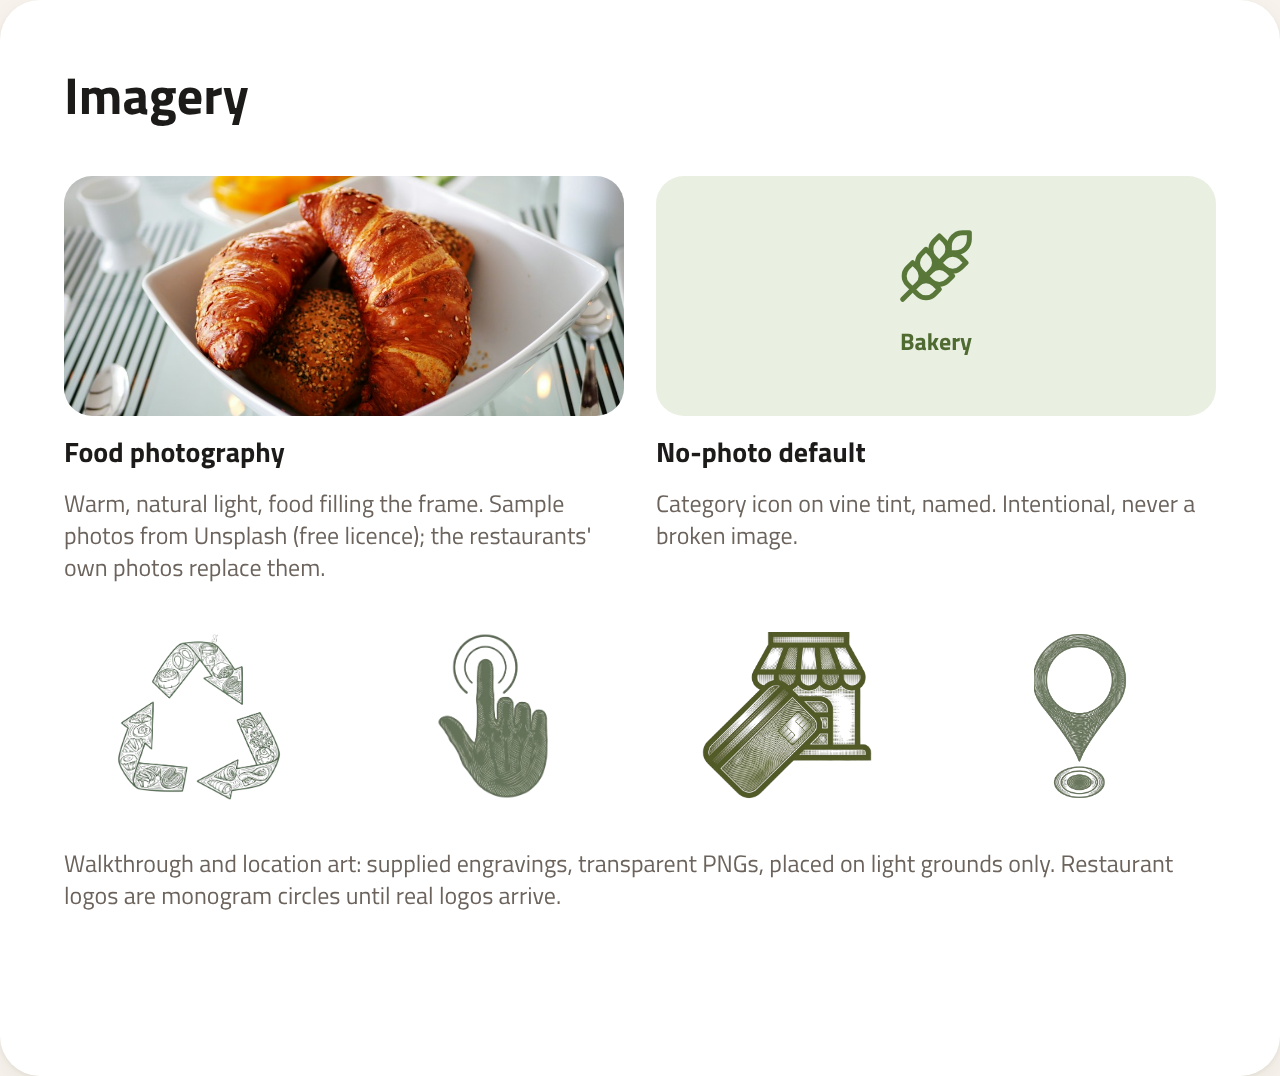 Imagery
Bakery
Food photography
Warm, natural light, food filling the frame. Sample
photos from Unsplash (free licence); the restaurants'
own photos replace them.
No-photo default
Category icon on vine tint, named. Intentional, never a
broken image.
Walkthrough and location art: supplied engravings, transparent PNGs, placed on light grounds only. Restaurant
logos are monogram circles until real logos arrive.